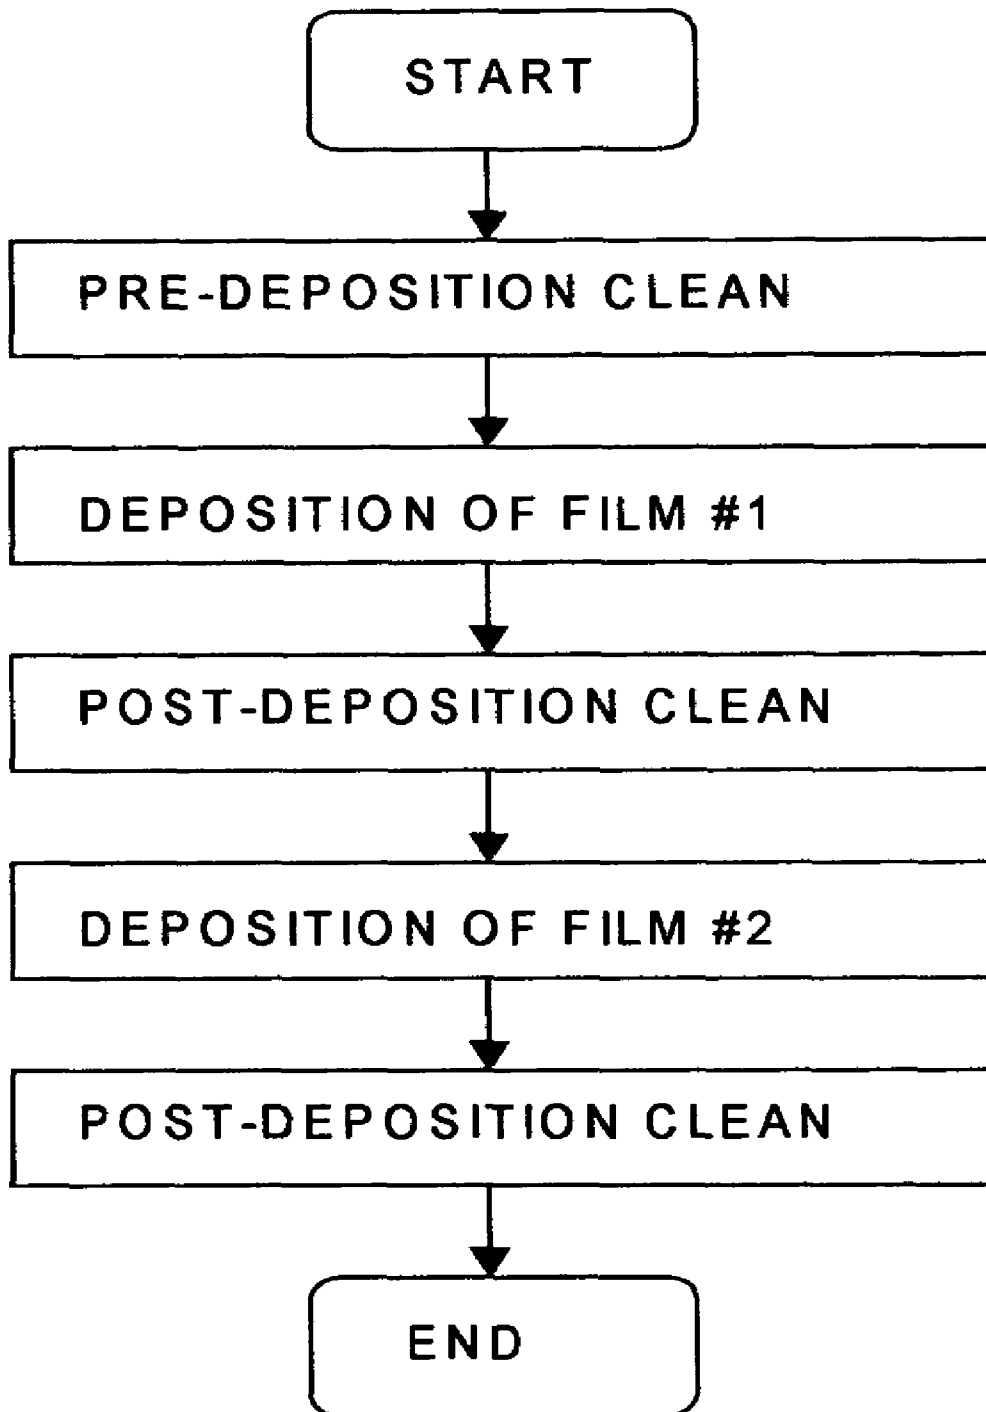 START
PRE-DEPOSITION CLEAN
DEPOSITION OF FILM #1
POST-DEPOSITION CLEAN
DEPOSITION OF FILM #2
POST-DEPOSITION CLEAN
END